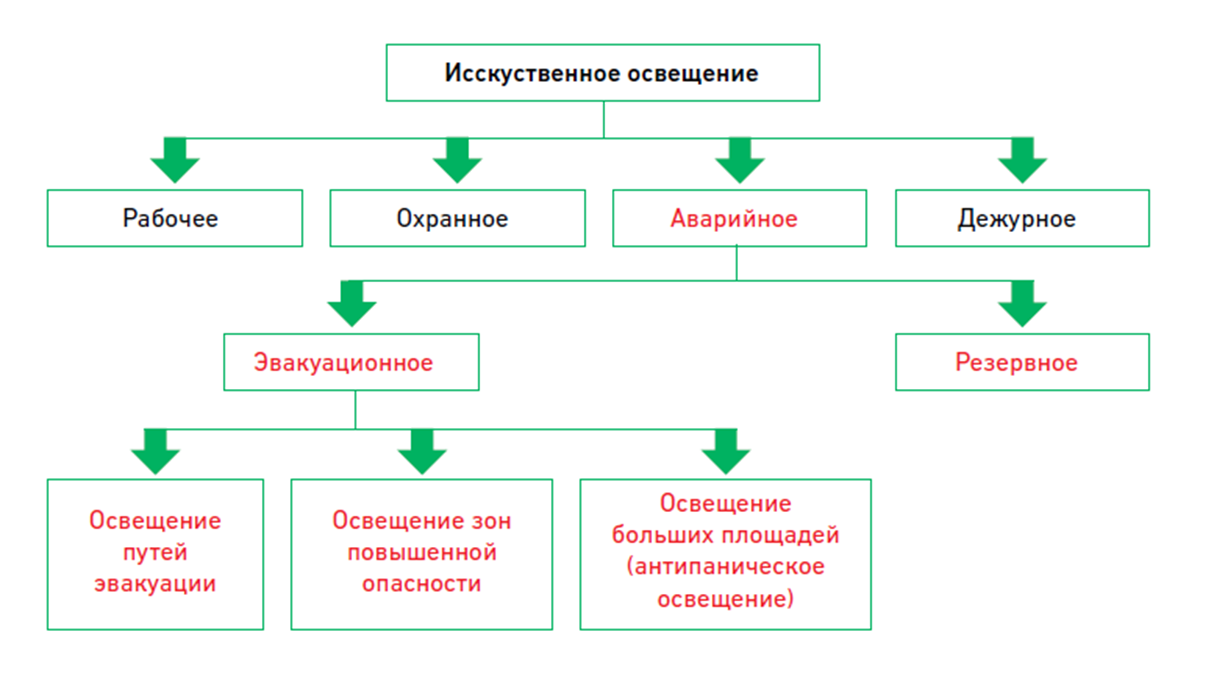 Исскуственное освещение
Рабочее
Охранное
Аварийное
Дежурное
Эвакуационное
Резервное
Освещение
путей
эвакуации
Освещение зон
повышенной
опасности
Освещение
больших площадей
(антипаническое
освещение)